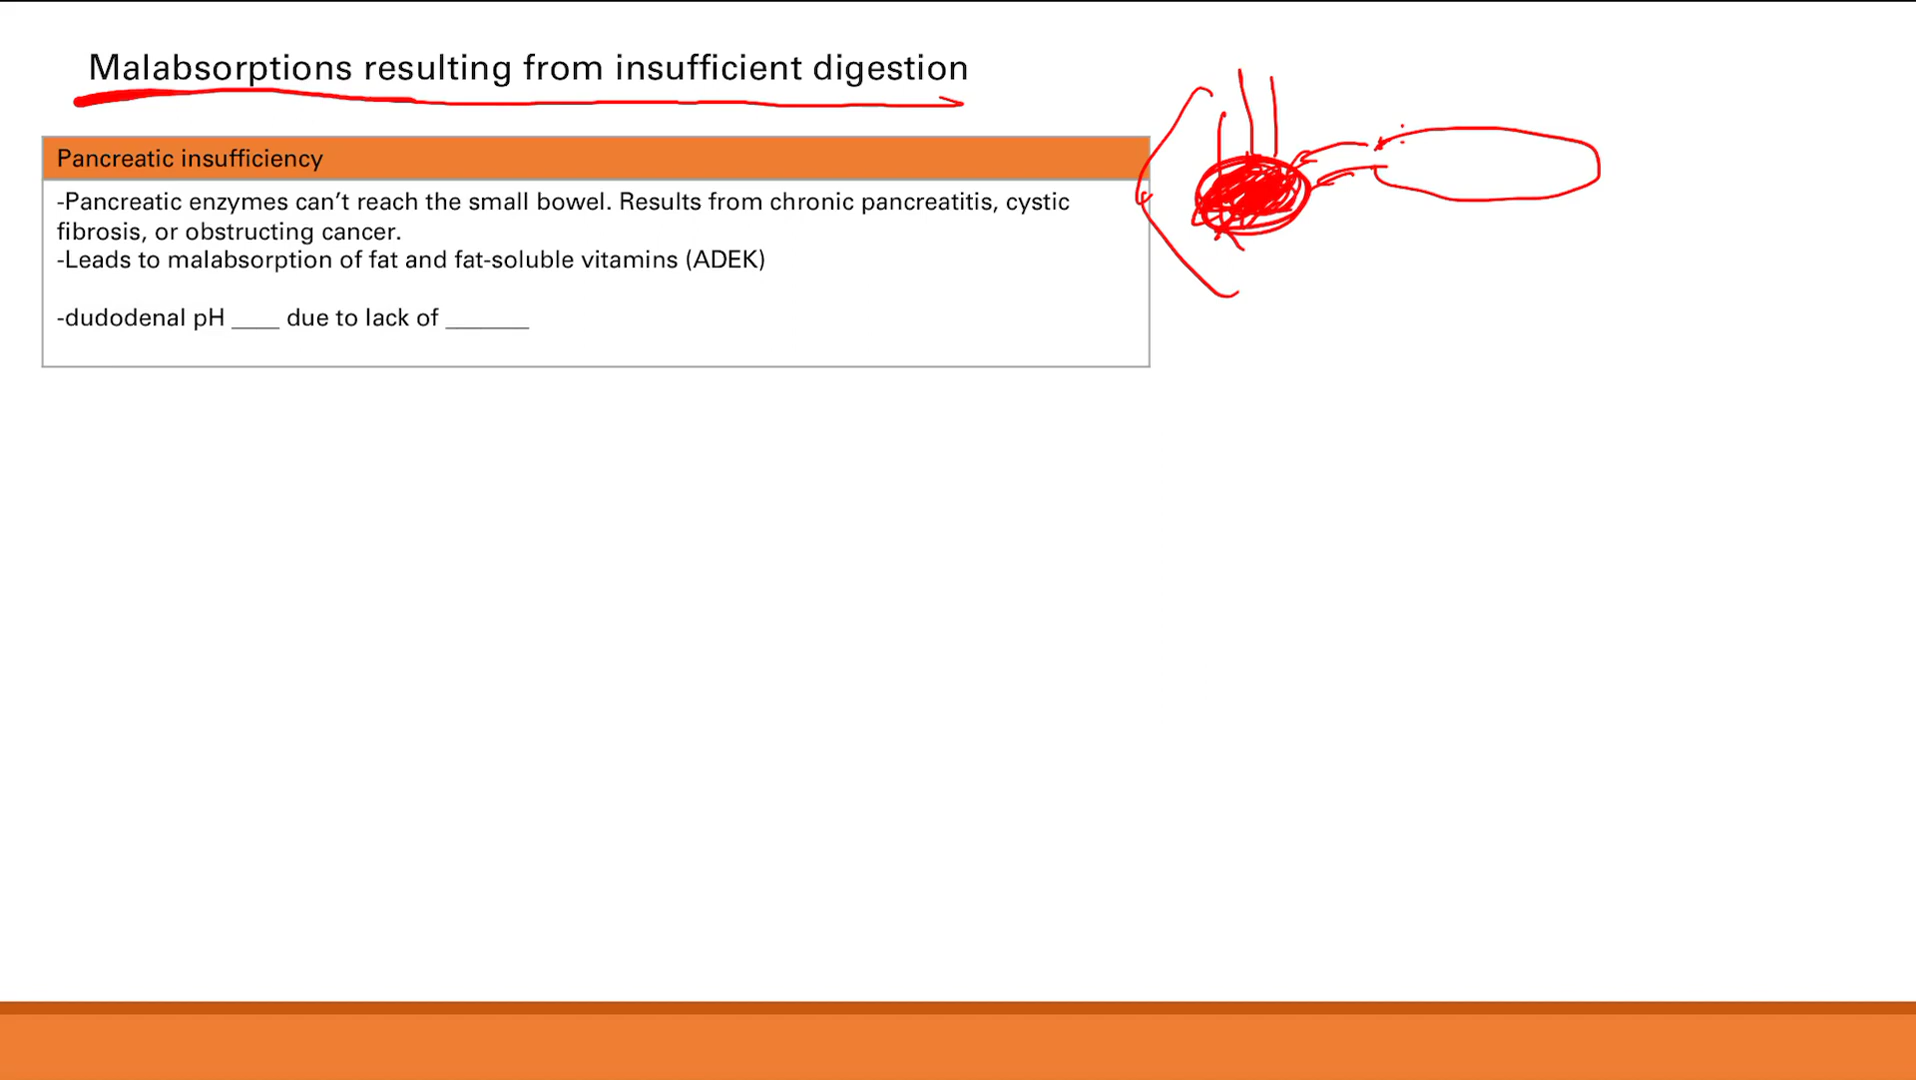 Malabsorptions resulting from insufficient digestion
Pancreatic insufficiency
-Pancreatic enzymes can’t reach the small bowel. Results from chronic pancreatitis, cystic
fibrosis, or obstructing cancer.
-Leads to malabsorption of fat and fat-soluble vitamins (ADEK)
-dudodenal pH ____ due to lack of _______